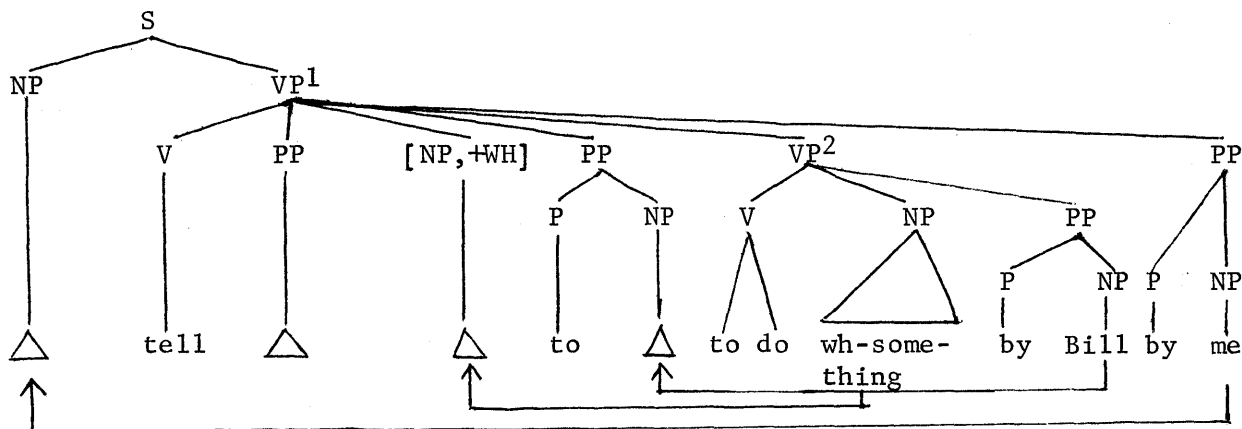 S
NP VP1
V PP [NP,+WH] PP VP2 PP
P NP V NP PP
P NP P NP
tell to to do wh-some- by Bill by me
thing